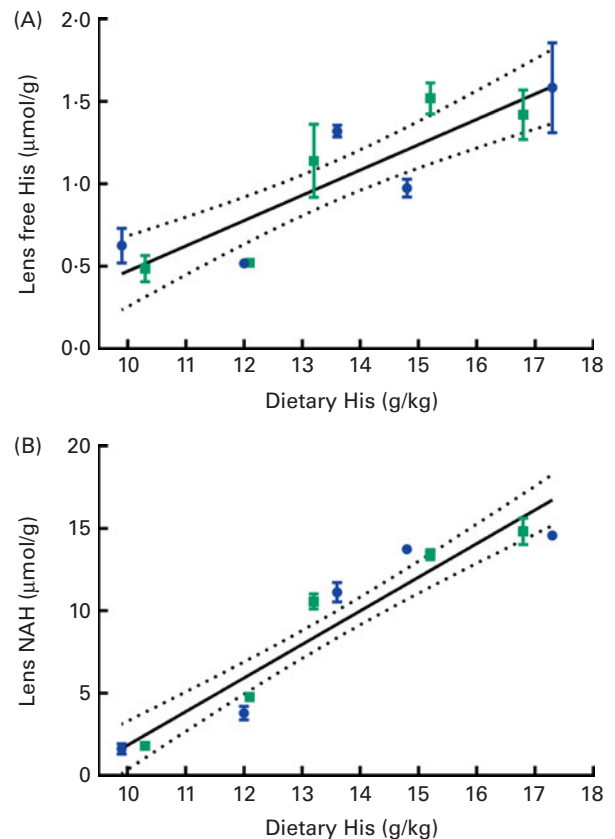 (A)
Lens free His (µmol/g)
2·0
1·5
1·0
0·5
0·0
10 11 12 13 14 15 16 17 18
Dietary His (g/kg)
(B)
Lens NAH (µmol/g)
20
15
10
5
0
10 11 12 13 14 15 16 17 18
Dietary His (g/kg)